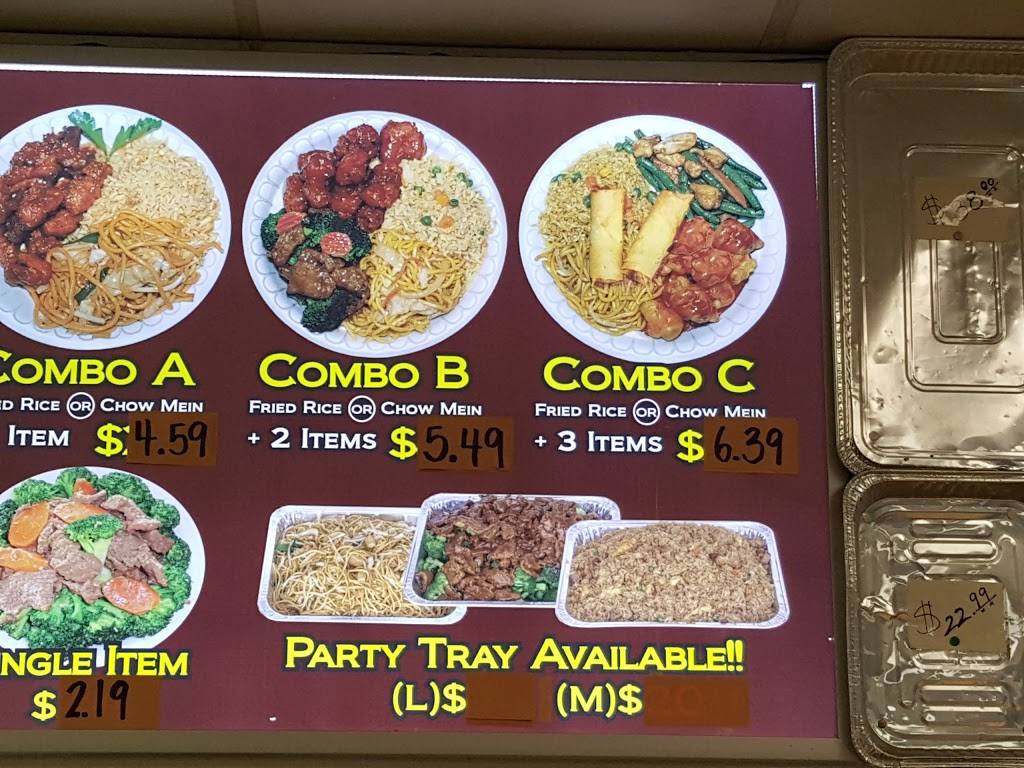 COMBO A
ED RICE OR CHOW MEIN
ITEM $4.59
COMBO B
FRIED RICE OR CHOW MEIN
+ 2 ITEMS $5.49
COMBO C
FRIED RICE OR CHOW MEIN
+ 3 ITEMS $6.39
NGLE ITEM
$2.19
PARTY TRAY AVAILABLE!!
(L)$ (M)$
$22.99